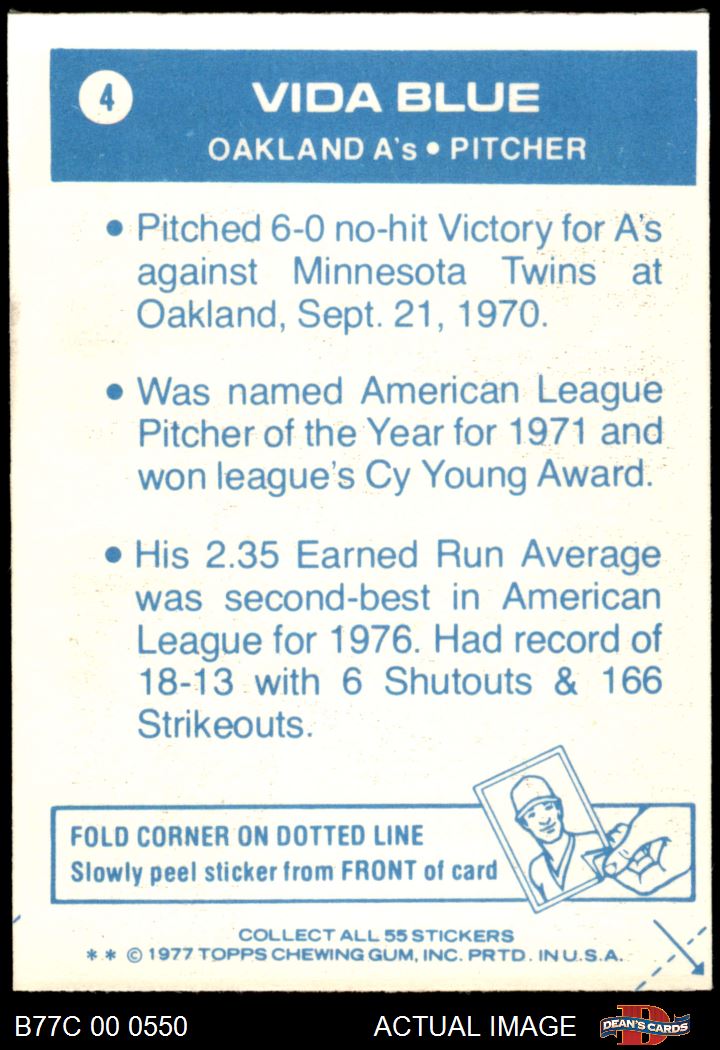 4
VIDA BLUE
OAKLAND A's • PITCHER
• Pitched 6-0 no-hit Victory for A's
against Minnesota Twins at
Oakland, Sept. 21, 1970.
• Was named American League
Pitcher of the Year for 1971 and
won league's Cy Young Award.
• His 2.35 Earned Run Average
was second-best in American
League for 1976. Had record of
18-13 with 6 Shutouts & 166
Strikeouts.
FOLD CORNER ON DOTTED LINE
Slowly peel sticker from FRONT of card
COLLECT ALL 55 STICKERS
** © 1977 TOPPS CHEWING GUM, INC. PRTD. IN U.S.A.
B77C 00 0550
ACTUAL IMAGE
D
DEAN'S CARDS